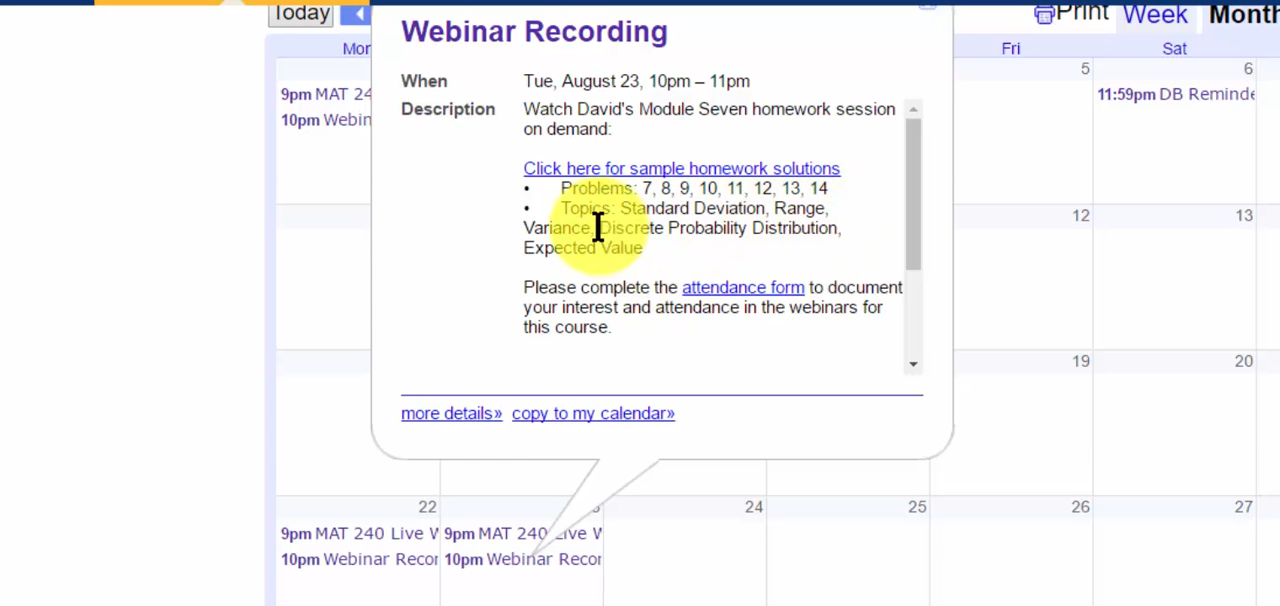 Today
Print Week Month
Webinar Recording
When Tue, August 23, 10pm – 11pm
Description Watch David's Module Seven homework session
on demand:
Click here for sample homework solutions
• Problems: 7, 8, 9, 10, 11, 12, 13, 14
• Topics: Standard Deviation, Range,
Variance, Discrete Probability Distribution,
Expected Value
Please complete the attendance form to document
your interest and attendance in the webinars for
this course.
more details» copy to my calendar»
Mon Fri Sat
5 6
9pm MAT 24 11:59pm DB Reminde
10pm Webin
12 13
19 20
22 24 25 26 27
9pm MAT 240 Live W 9pm MAT 240 Live W
10pm Webinar Recor 10pm Webinar Recor